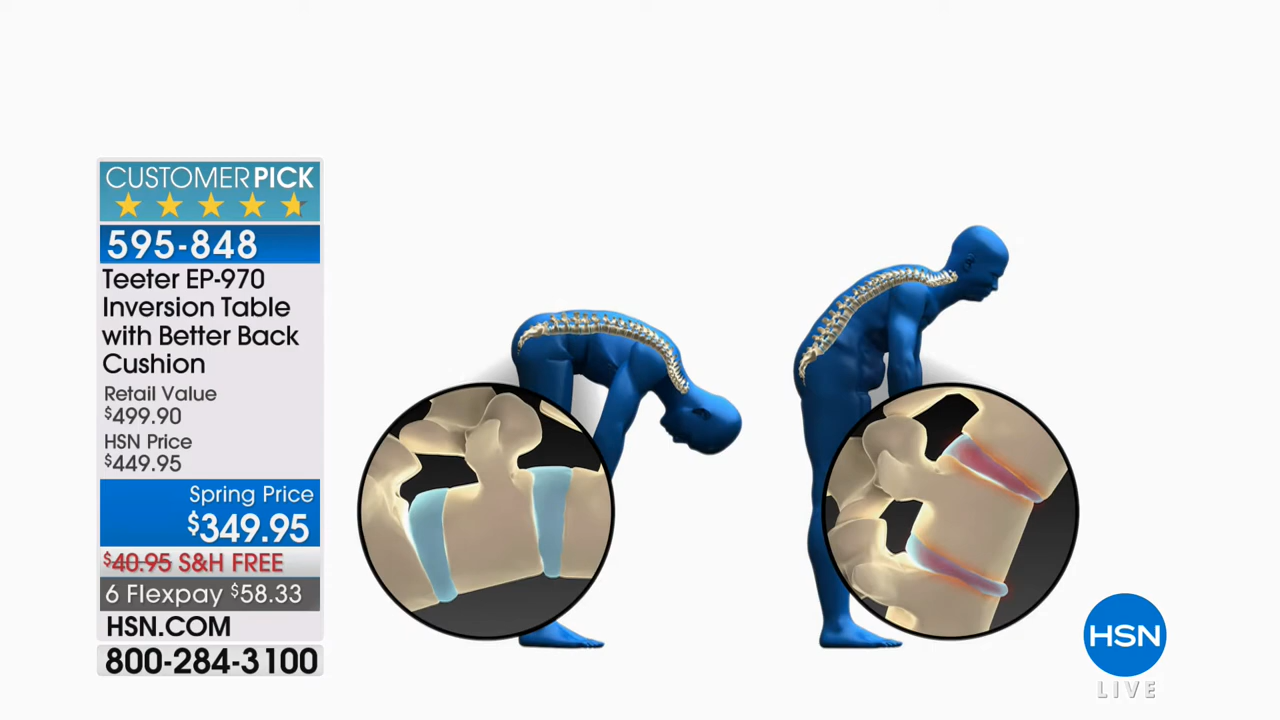 CUSTOMERPICK
595-848
Teeter EP-970
Inversion Table
with Better Back
Cushion
Retail Value
$499.90
HSN Price
$449.95
Spring Price
$349.95
$40.95 S&H FREE
6 Flexpay $58.33
HSN.COM
800-284-3100
HSN
LIVE